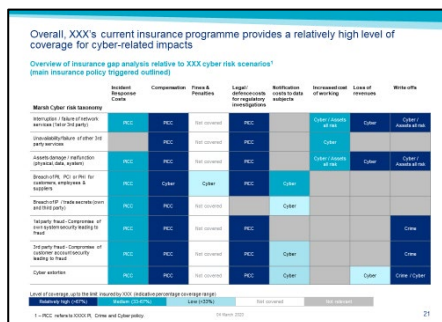 Overall, XXX's current insurance programme provides a relatively high level of
coverage for cyber-related impacts
Overview of insurance gap analysis relative to XXX cyber risk scenarios¹
(main insurance policy triggered outlined)
Marsh Cyber risk taxonomy
Incident Response Costs
Compensation
Fines & Penalties
Legal / defence costs for regulatory investigations
Notification costs to data subjects
Increased cost of working
Loss of revenues
Write offs
Interruption / failure of network services (1st or 3rd party)
PICC PICC Not covered PICC Cyber / Assets all risk Cyber Cyber / Assets all risk
Unavailability/failure of other 3rd party services
PICC Not covered PICC Cyber
Assets damage / malfunction (physical, data, system)
PICC PICC Not covered PICC Cyber / Assets all risk Cyber Cyber / Assets all risk
Breach of PII, PCI or PHI for customers, employees & suppliers
PICC Cyber Cyber PICC Cyber
Breach of IP / trade secrets (own and third party)
PICC PICC Not covered Cyber
1st party fraud - Compromise of own system security leading to fraud
PICC PICC Not covered PICC Crime
3rd party fraud - Compromise of customer account security leading to fraud
PICC PICC Not covered PICC Cyber Crime
Cyber extortion
PICC PICC Not covered PICC Cyber Cyber Crime / Cyber
Level of coverage, up to the limit insured by XXX (indicative percentage coverage range)
Relatively high (>67%) Medium (33-67%) Low (<33%) Not covered Not relevant
1 – PICC refers to XXXX PI, Crime and Cyber policy
21